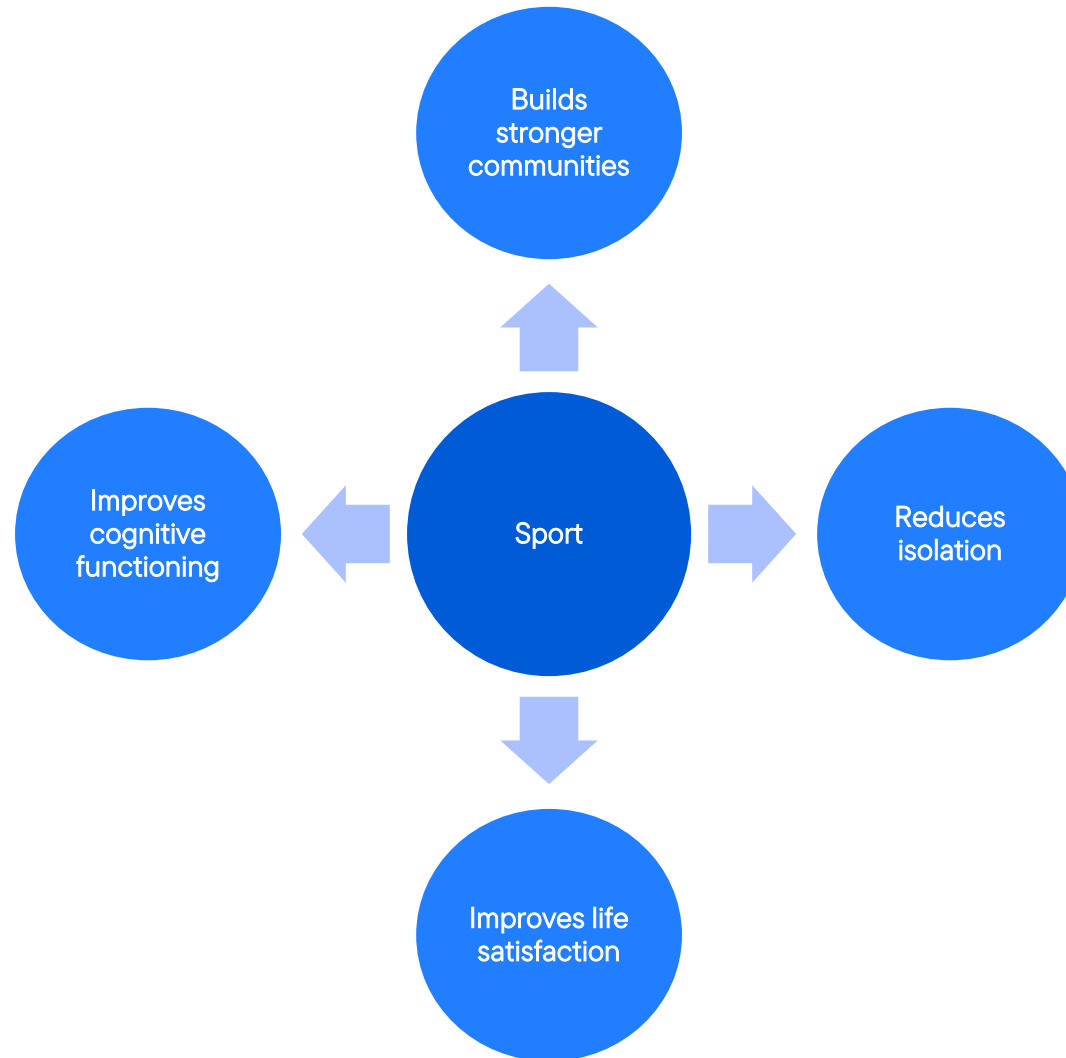 Builds
stronger
communities
Improves
cognitive
functioning
Sport
Reduces
isolation
Improves life
satisfaction